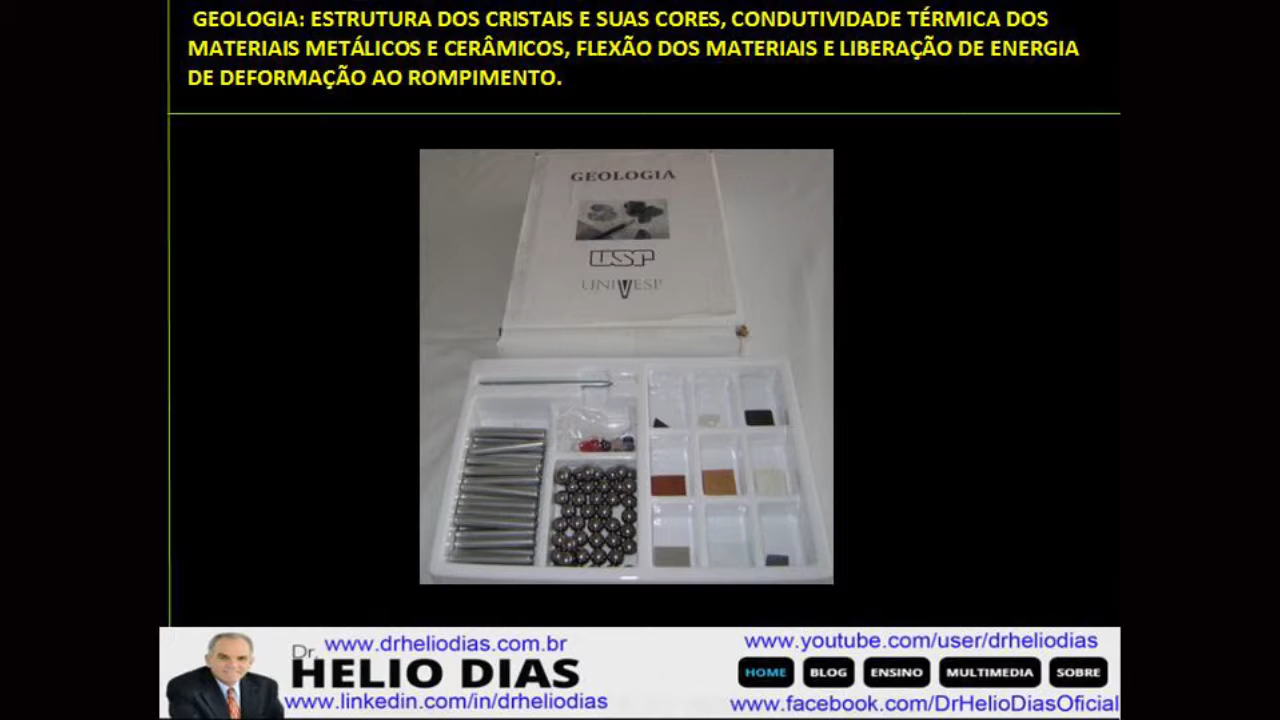 GEOLOGIA: ESTRUTURA DOS CRISTAIS E SUAS CORES, CONDUTIVIDADE TÉRMICA DOS
MATERIAIS METÁLICOS E CERÂMICOS, FLEXÃO DOS MATERIAIS E LIBERAÇÃO DE ENERGIA
DE DEFORMAÇÃO AO ROMPIMENTO.
GEOLOGIA
USP
UNIVESP
Dr. www.drheliodias.com.br
HELIO DIAS
www.linkedin.com/in/drheliodias
www.youtube.com/user/drheliodias
HOME BLOG ENSINO MULTIMEDIA SOBRE
www.facebook.com/DrHelioDiasOficial